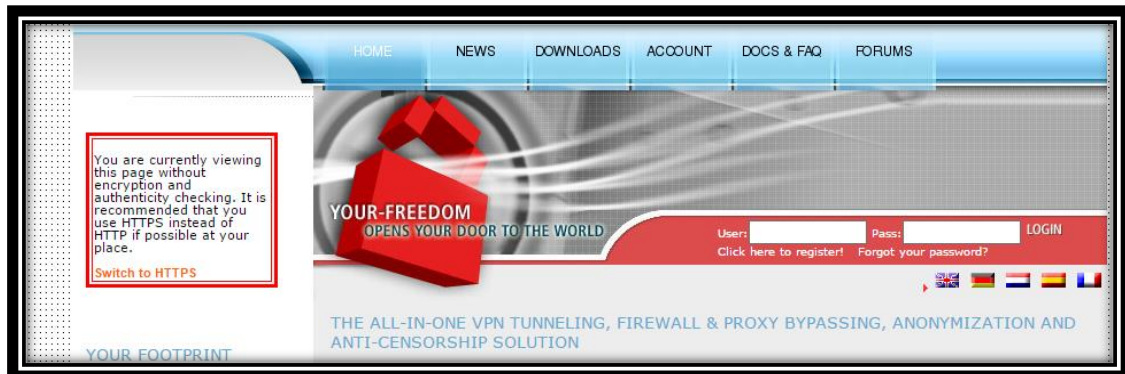 HOME NEWS DOWNLOADS ACCOUNT DOCS & FAQ FORUMS
You are currently viewing
this page without
encryption and
authenticity checking. It is
recommended that you
use HTTPS instead of
HTTP if possible at your
place.
Switch to HTTPS
YOUR FOOTPRINT
YOUR-FREEDOM
OPENS YOUR DOOR TO THE WORLD
User: Pass: LOGIN
Click here to register! Forgot your password?
THE ALL-IN-ONE VPN TUNNELING, FIREWALL & PROXY BYPASSING, ANONYMIZATION AND
ANTI-CENSORSHIP SOLUTION